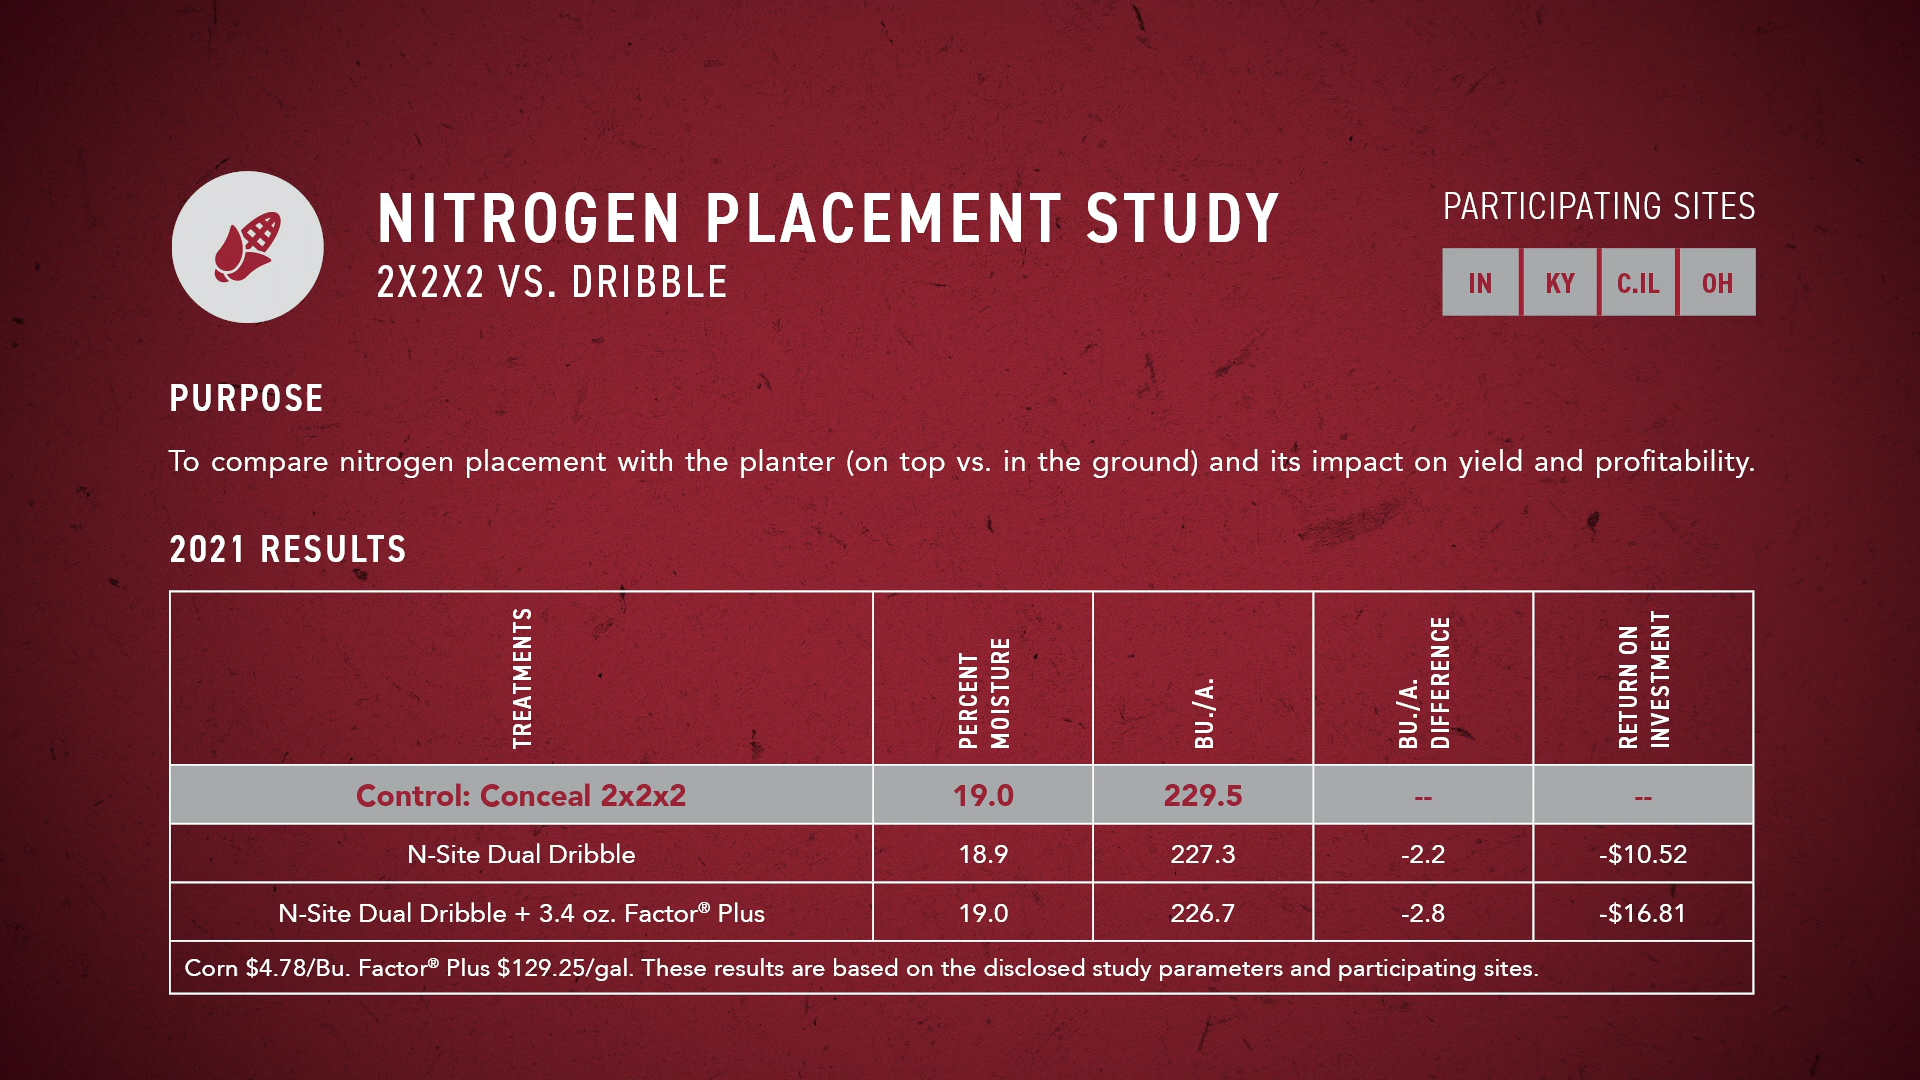 NITROGEN PLACEMENT STUDY
2X2X2 VS. DRIBBLE
PARTICIPATING SITES
IN KY C.IL OH
PURPOSE
To compare nitrogen placement with the planter (on top vs. in the ground) and its impact on yield and profitability.
2021 RESULTS
TREATMENTS
PERCENT
MOISTURE
BU./A.
BU./A.
DIFFERENCE
RETURN ON
INVESTMENT
Control: Conceal 2x2x2 19.0 229.5 -- --
N-Site Dual Dribble 18.9 227.3 -2.2 -$10.52
N-Site Dual Dribble + 3.4 oz. Factor® Plus 19.0 226.7 -2.8 -$16.81
Corn $4.78/Bu. Factor® Plus $129.25/gal. These results are based on the disclosed study parameters and participating sites.